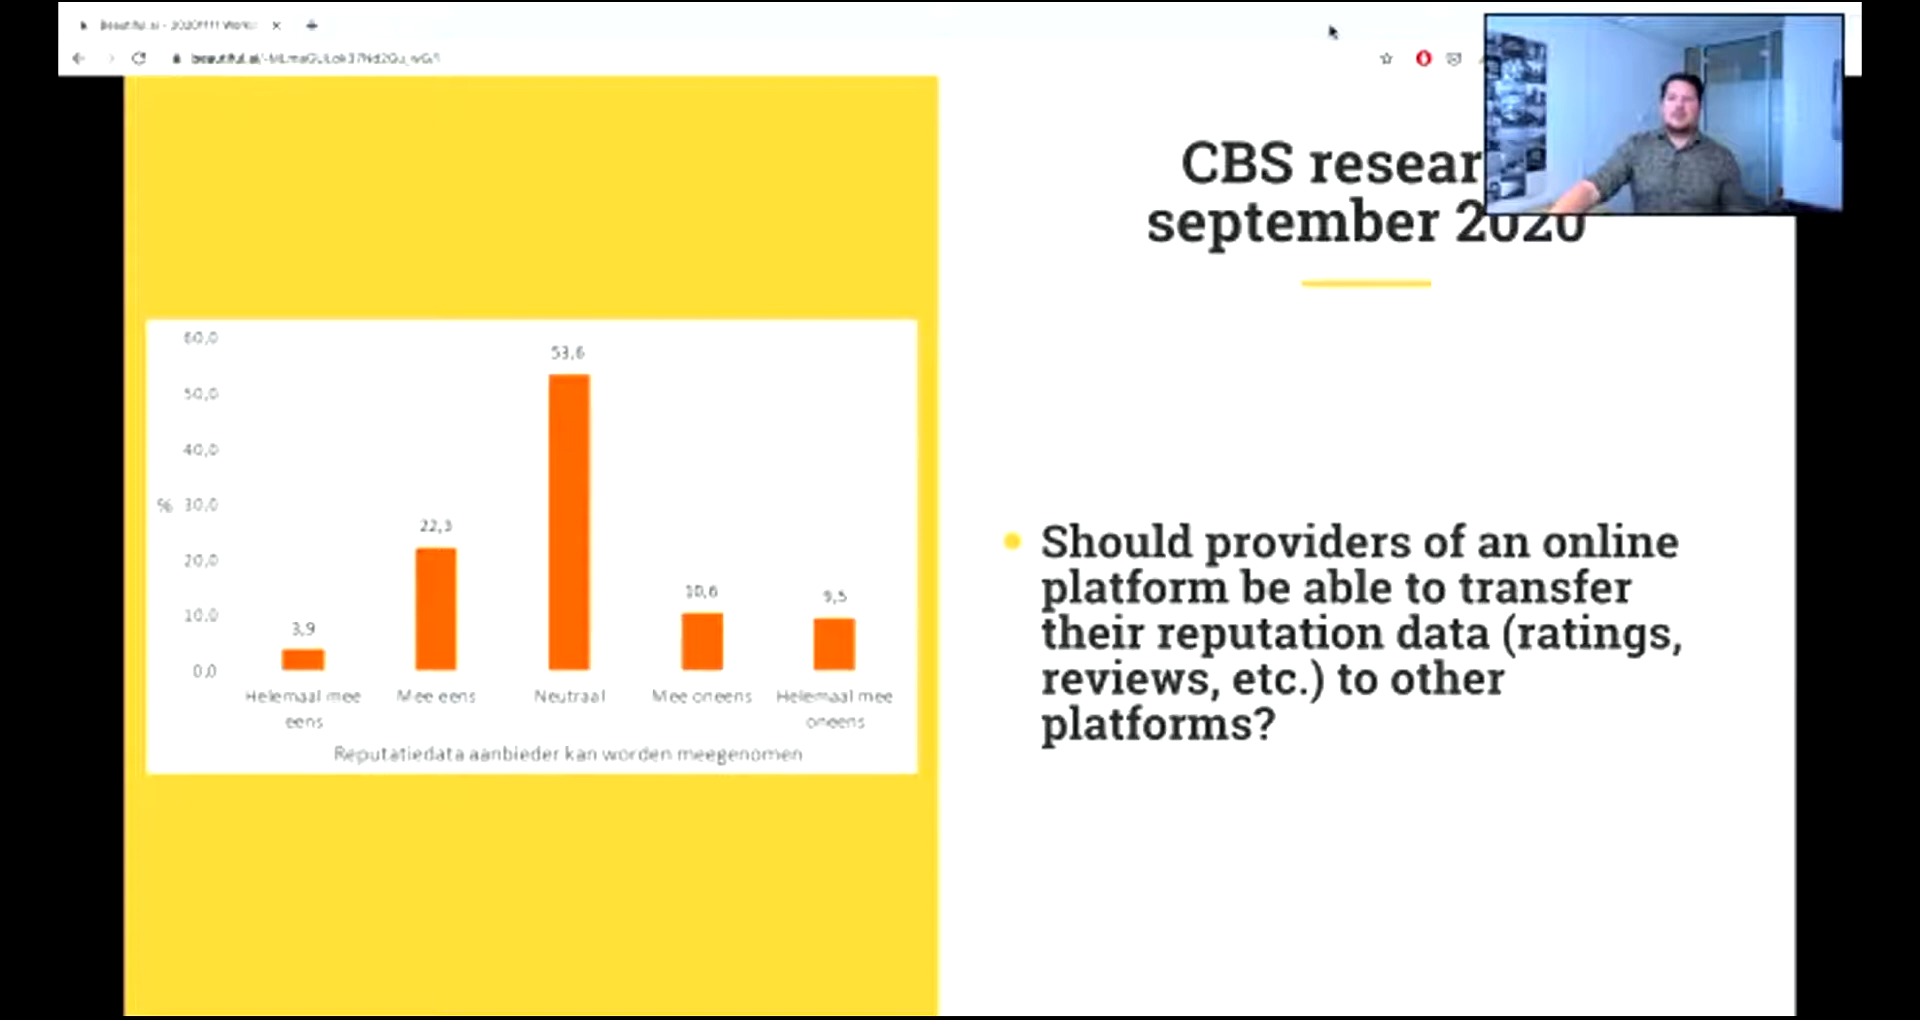 Beautiful.ai - 2020
CBS resear
september 2020
60,0
50,0
40,0
% 30,0
20,0
10,0
0,0
3,9
22,3
53,6
10,6
9,5
Helemaal mee eens
Mee eens
Neutraal
Mee oneens
Helemaal mee oneens
Reputatiedata aanbieder kan worden meegenomen
Should providers of an online
platform be able to transfer
their reputation data (ratings,
reviews, etc.) to other
platforms?